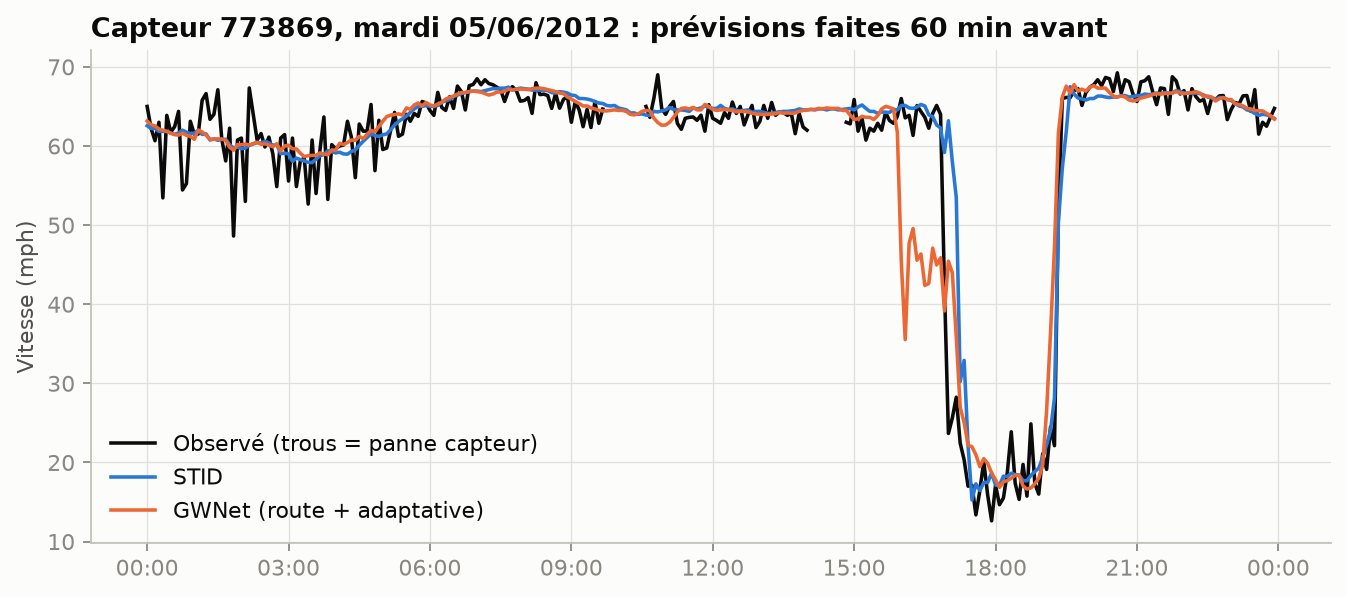 Capteur 773869, mardi 05/06/2012 : prévisions faites 60 min avant
Vitesse (mph)
70
60
50
40
30
20
10
Observé (trous = panne capteur)
STID
GWNet (route + adaptative)
00:00 03:00 06:00 09:00 12:00 15:00 18:00 21:00 00:00